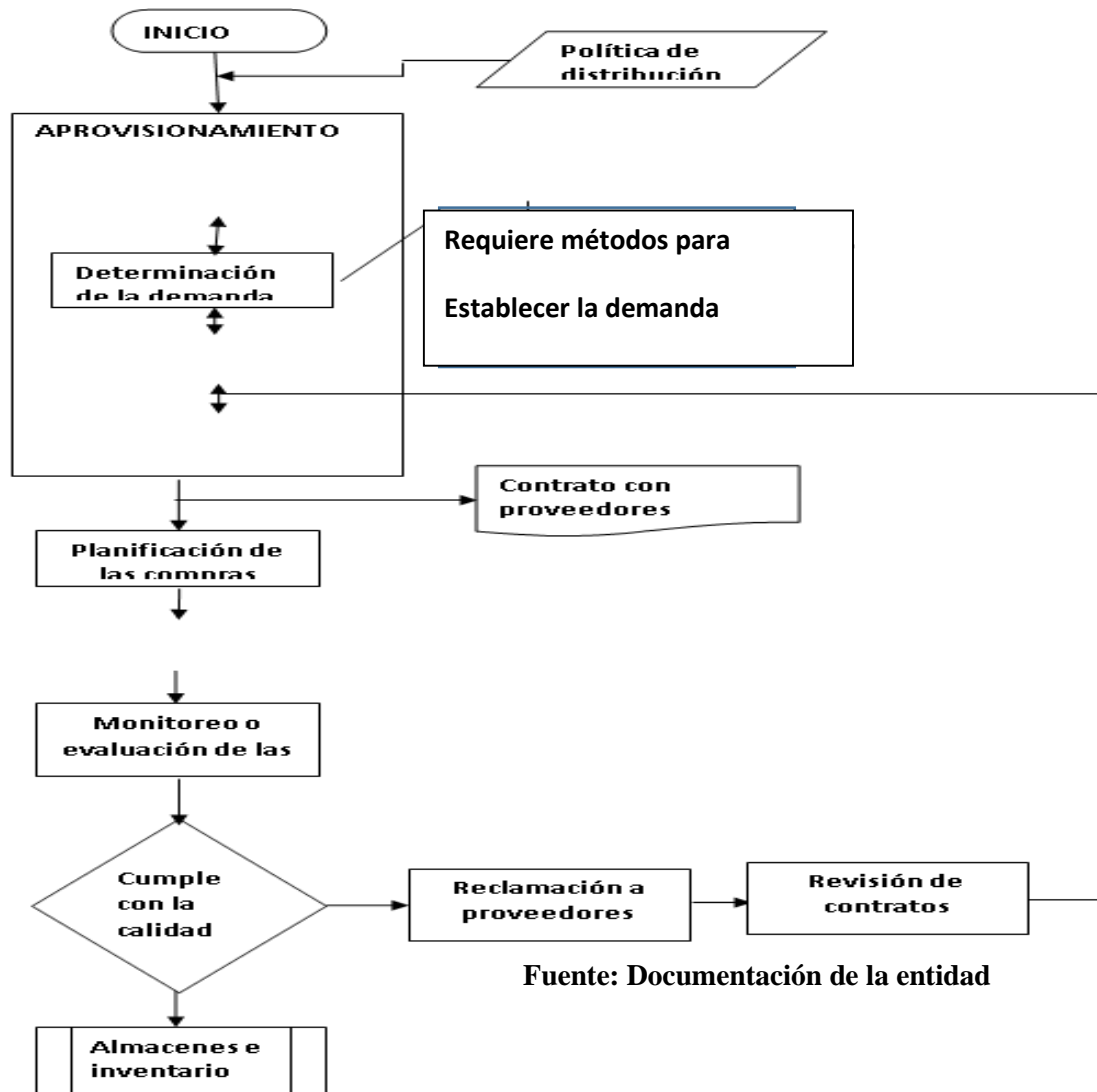 INICIO
Política de
distribución
APROVISIONAMIENTO
Requiere métodos para
Establecer la demanda
Determinación
de la demanda
Contrato con
proveedores
Planificación de
las compras
Monitoreo o
evaluación de las
Cumple
con la
calidad
Reclamación a
proveedores
Revisión de
contratos
Fuente: Documentación de la entidad
Almacenes e
inventario